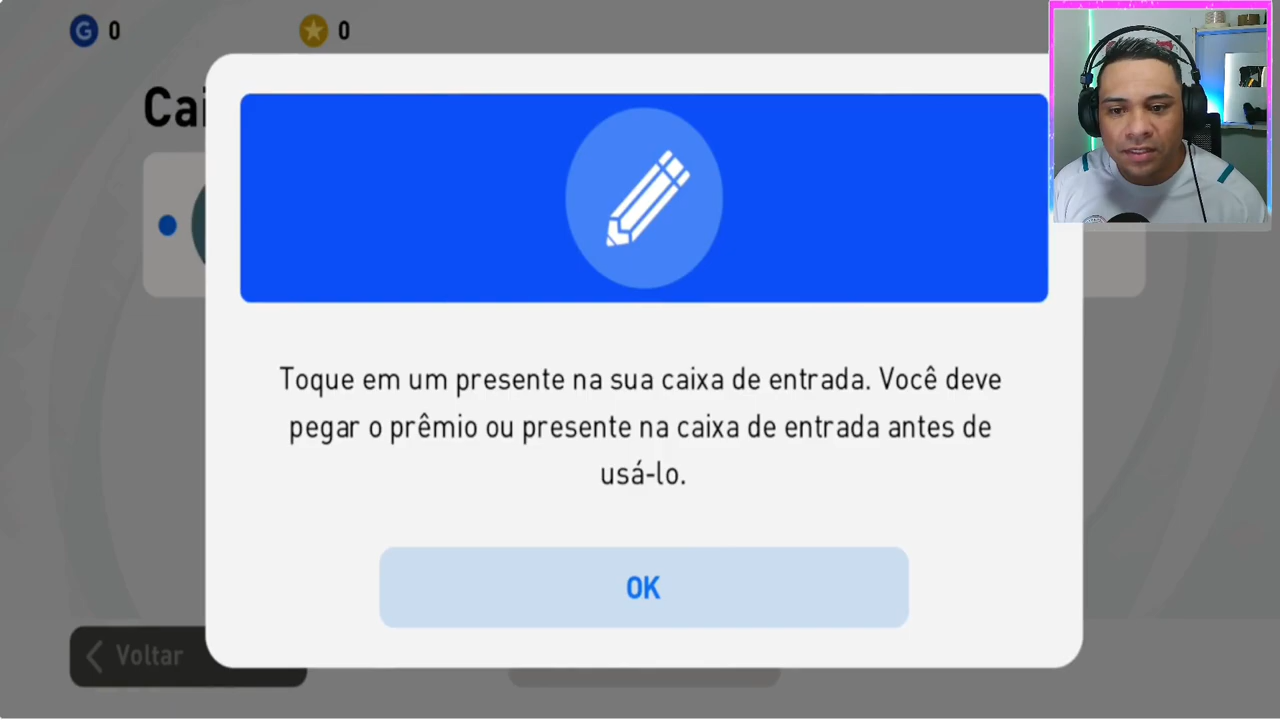 G 0
0
Cai
Toque em um presente na sua caixa de entrada. Você deve
pegar o prêmio ou presente na caixa de entrada antes de
usá-lo.
OK
Voltar